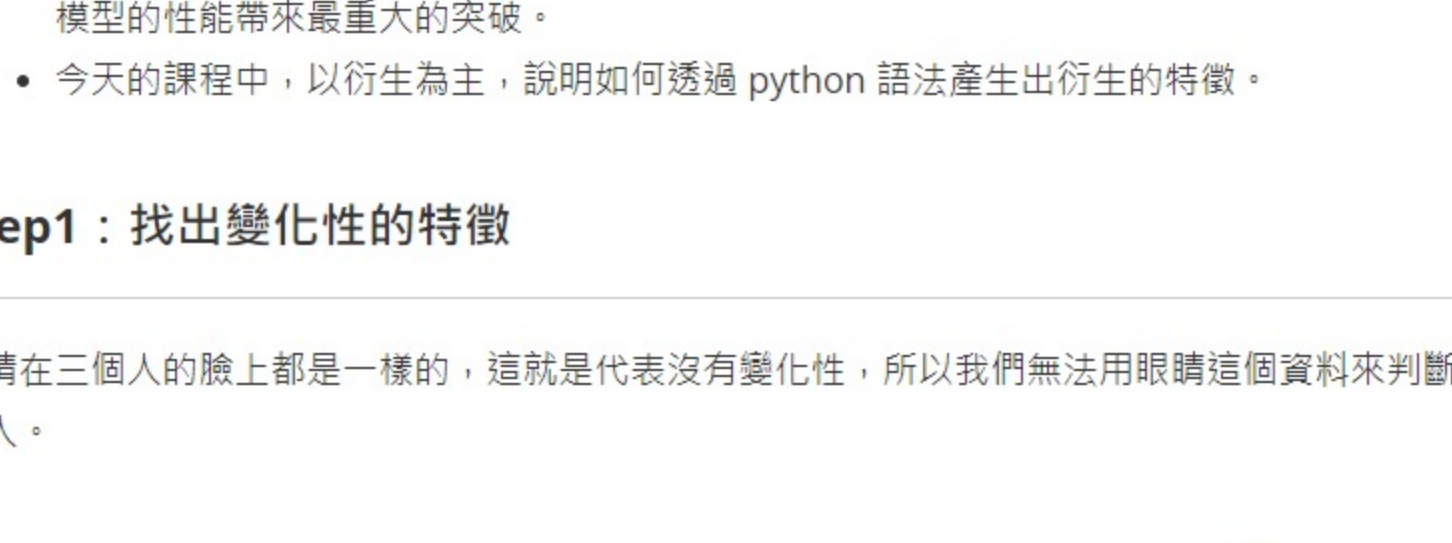 模型的性能帶來最重大的突破。
• 今天的課程中，以衍生為主，說明如何透過 python 語法產生出衍生的特徵。
ep1：找出變化性的特徵
睛在三個人的臉上都是一樣的，這就是代表沒有變化性，所以我們無法用眼睛這個資料來判斷
人。